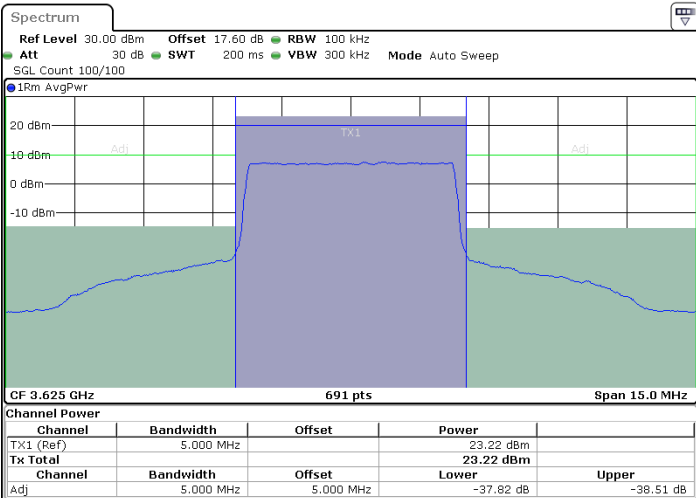 Spectrum
Ref Level 30.00 dBm Offset 17.60 dB RBW 100 kHz
Att 30 dB SWT 200 ms VBW 300 kHz Mode Auto Sweep
SGL Count 100/100
1Rm AvgPwr
20 dBm
TX1
Adj
Adj
10 dBm
0 dBm
-10 dBm
CF 3.625 GHz 691 pts Span 15.0 MHz
Channel Power
Channel Bandwidth Offset Power
TX1 (Ref) 5.000 MHz 23.22 dBm
Tx Total 23.22 dBm
Channel Bandwidth Offset Lower Upper
Adj 5.000 MHz 5.000 MHz -37.82 dB -38.51 dB